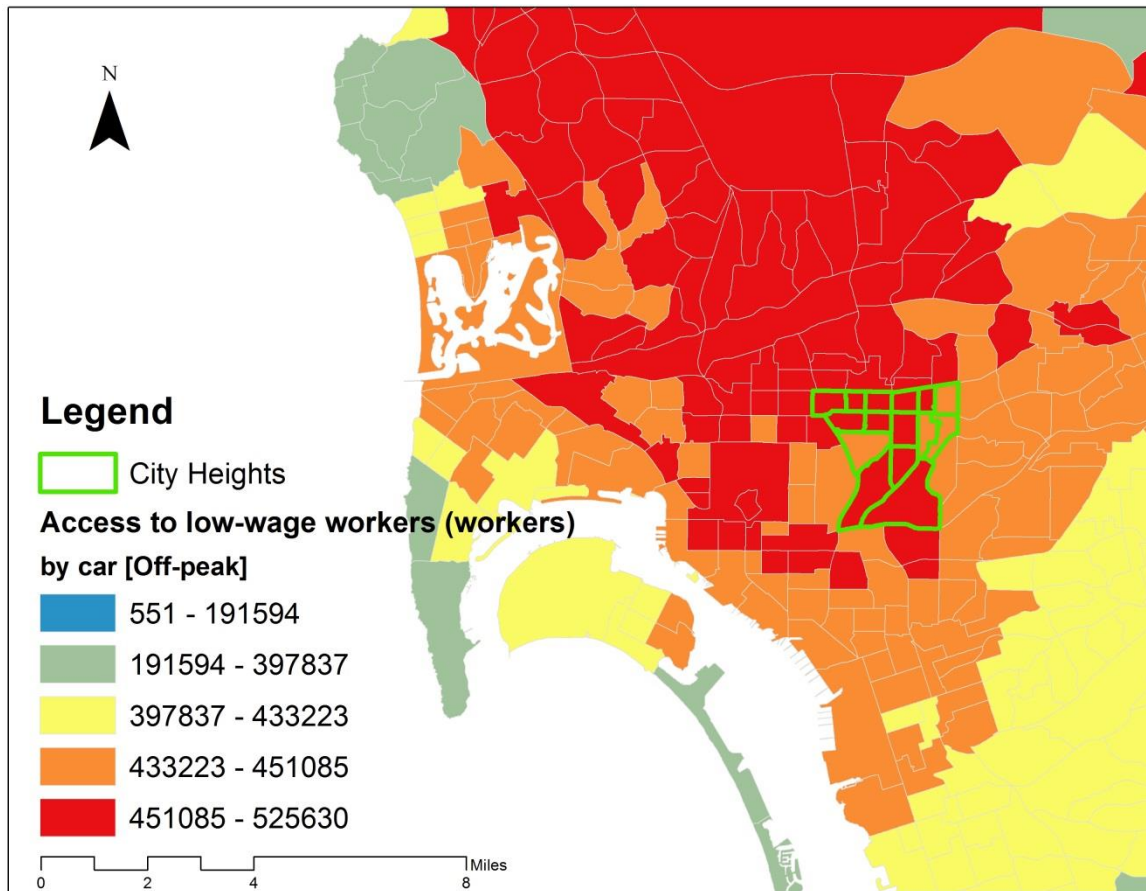 N
Legend
City Heights
Access to low-wage workers (workers)
by car [Off-peak]
551 - 191594
191594 - 397837
397837 - 433223
433223 - 451085
451085 - 525630
0 2 4 8 Miles